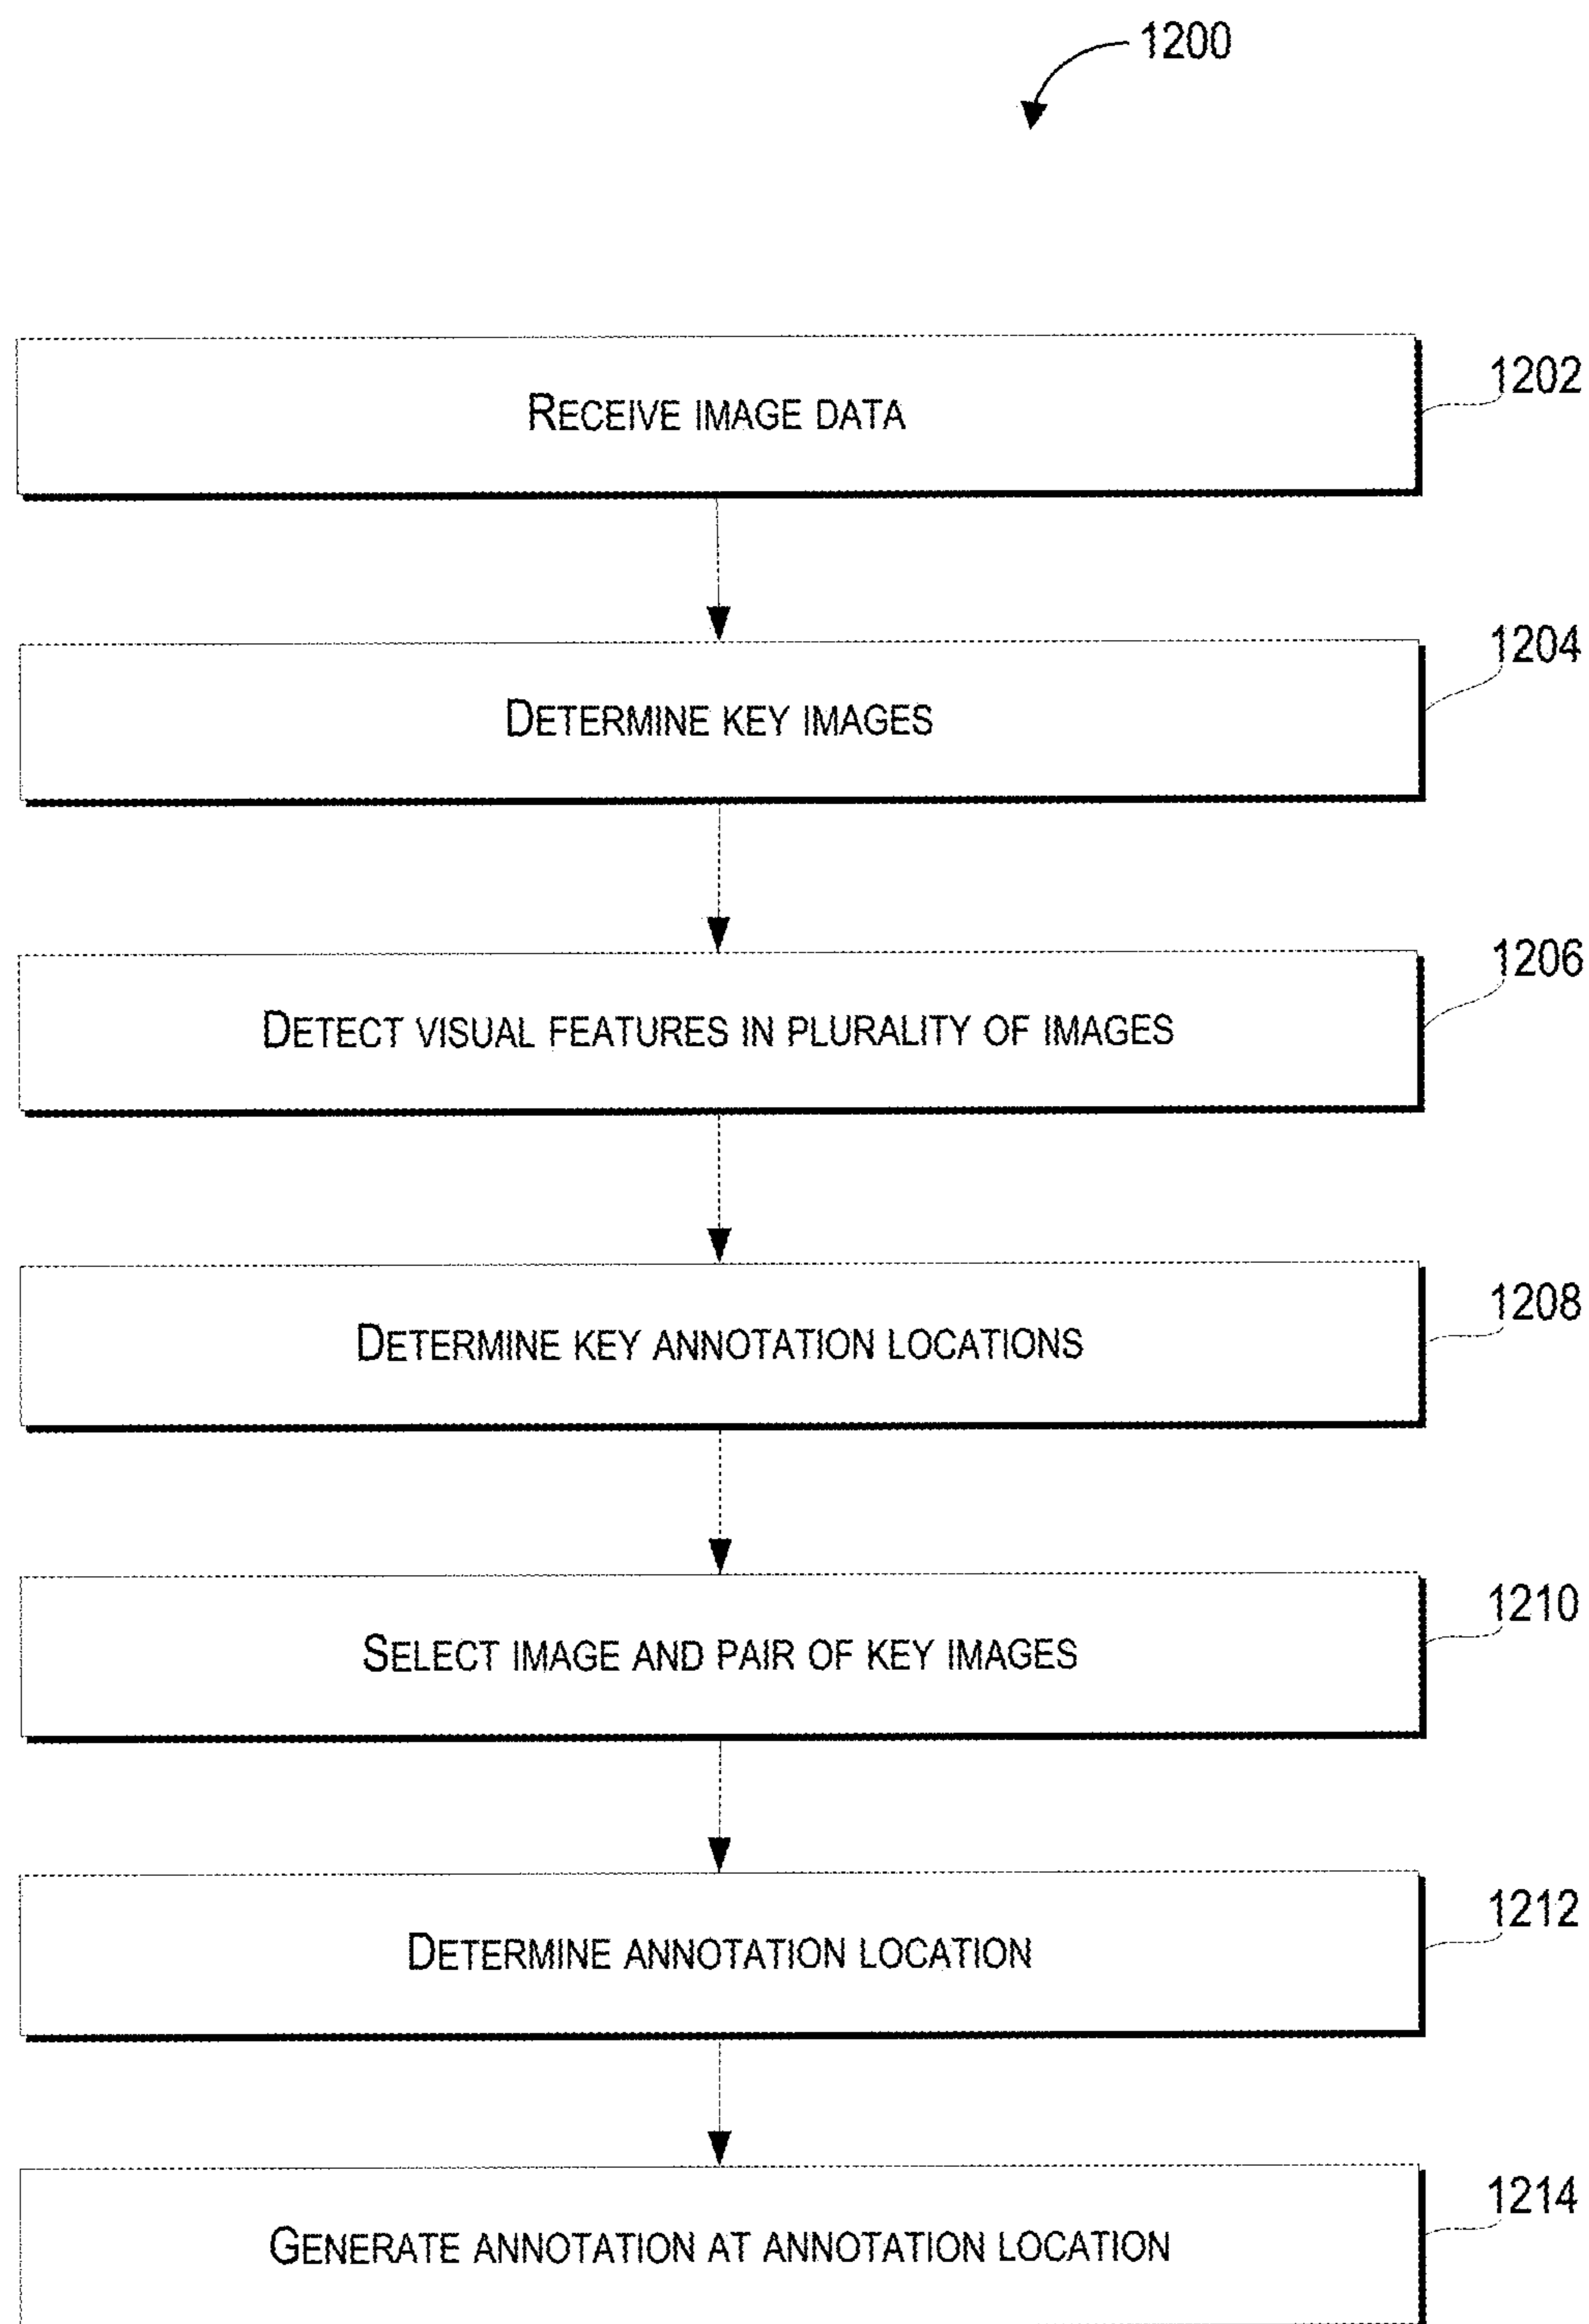 1200
RECEIVE IMAGE DATA
1202
DETERMINE KEY IMAGES
1204
DETECT VISUAL FEATURES IN PLURALITY OF IMAGES
1206
DETERMINE KEY ANNOTATION LOCATIONS
1208
SELECT IMAGE AND PAIR OF KEY IMAGES
1210
DETERMINE ANNOTATION LOCATION
1212
GENERATE ANNOTATION AT ANNOTATION LOCATION
1214